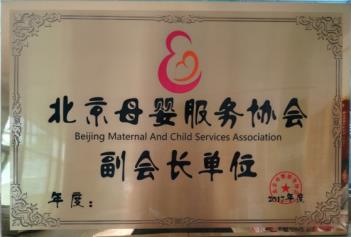 北京母婴服务协会
Beijing Maternal And Child Services Association
副会长单位
年度：
2017年度